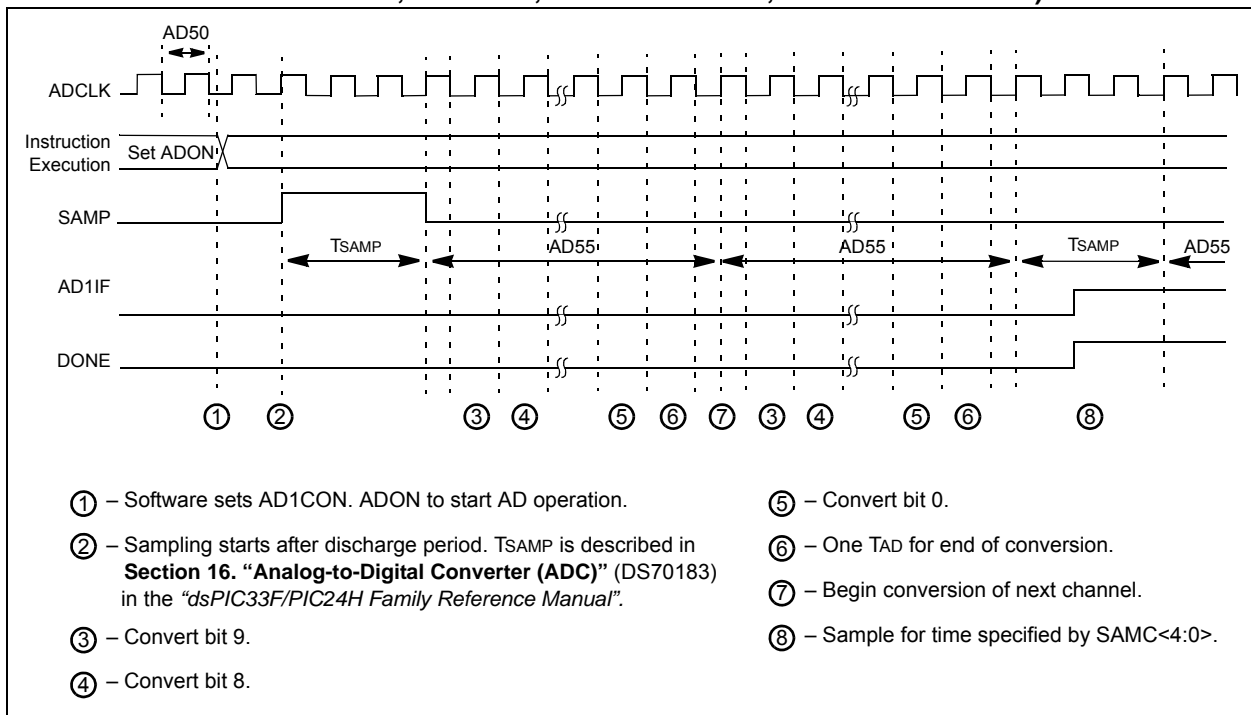 AD50
ADCLK
Instruction
Execution
Set ADON
SAMP
TSAMP
AD55
AD55
TSAMP
AD55
AD1IF
DONE
1 2 3 4 5 6 7 3 4 5 6 8
① – Software sets AD1CON. ADON to start AD operation.
② – Sampling starts after discharge period. TSAMP is described in
Section 16. “Analog-to-Digital Converter (ADC)” (DS70183)
in the “dsPIC33F/PIC24H Family Reference Manual”.
③ – Convert bit 9.
④ – Convert bit 8.
⑤ – Convert bit 0.
⑥ – One TAD for end of conversion.
⑦ – Begin conversion of next channel.
⑧ – Sample for time specified by SAMC<4:0>.